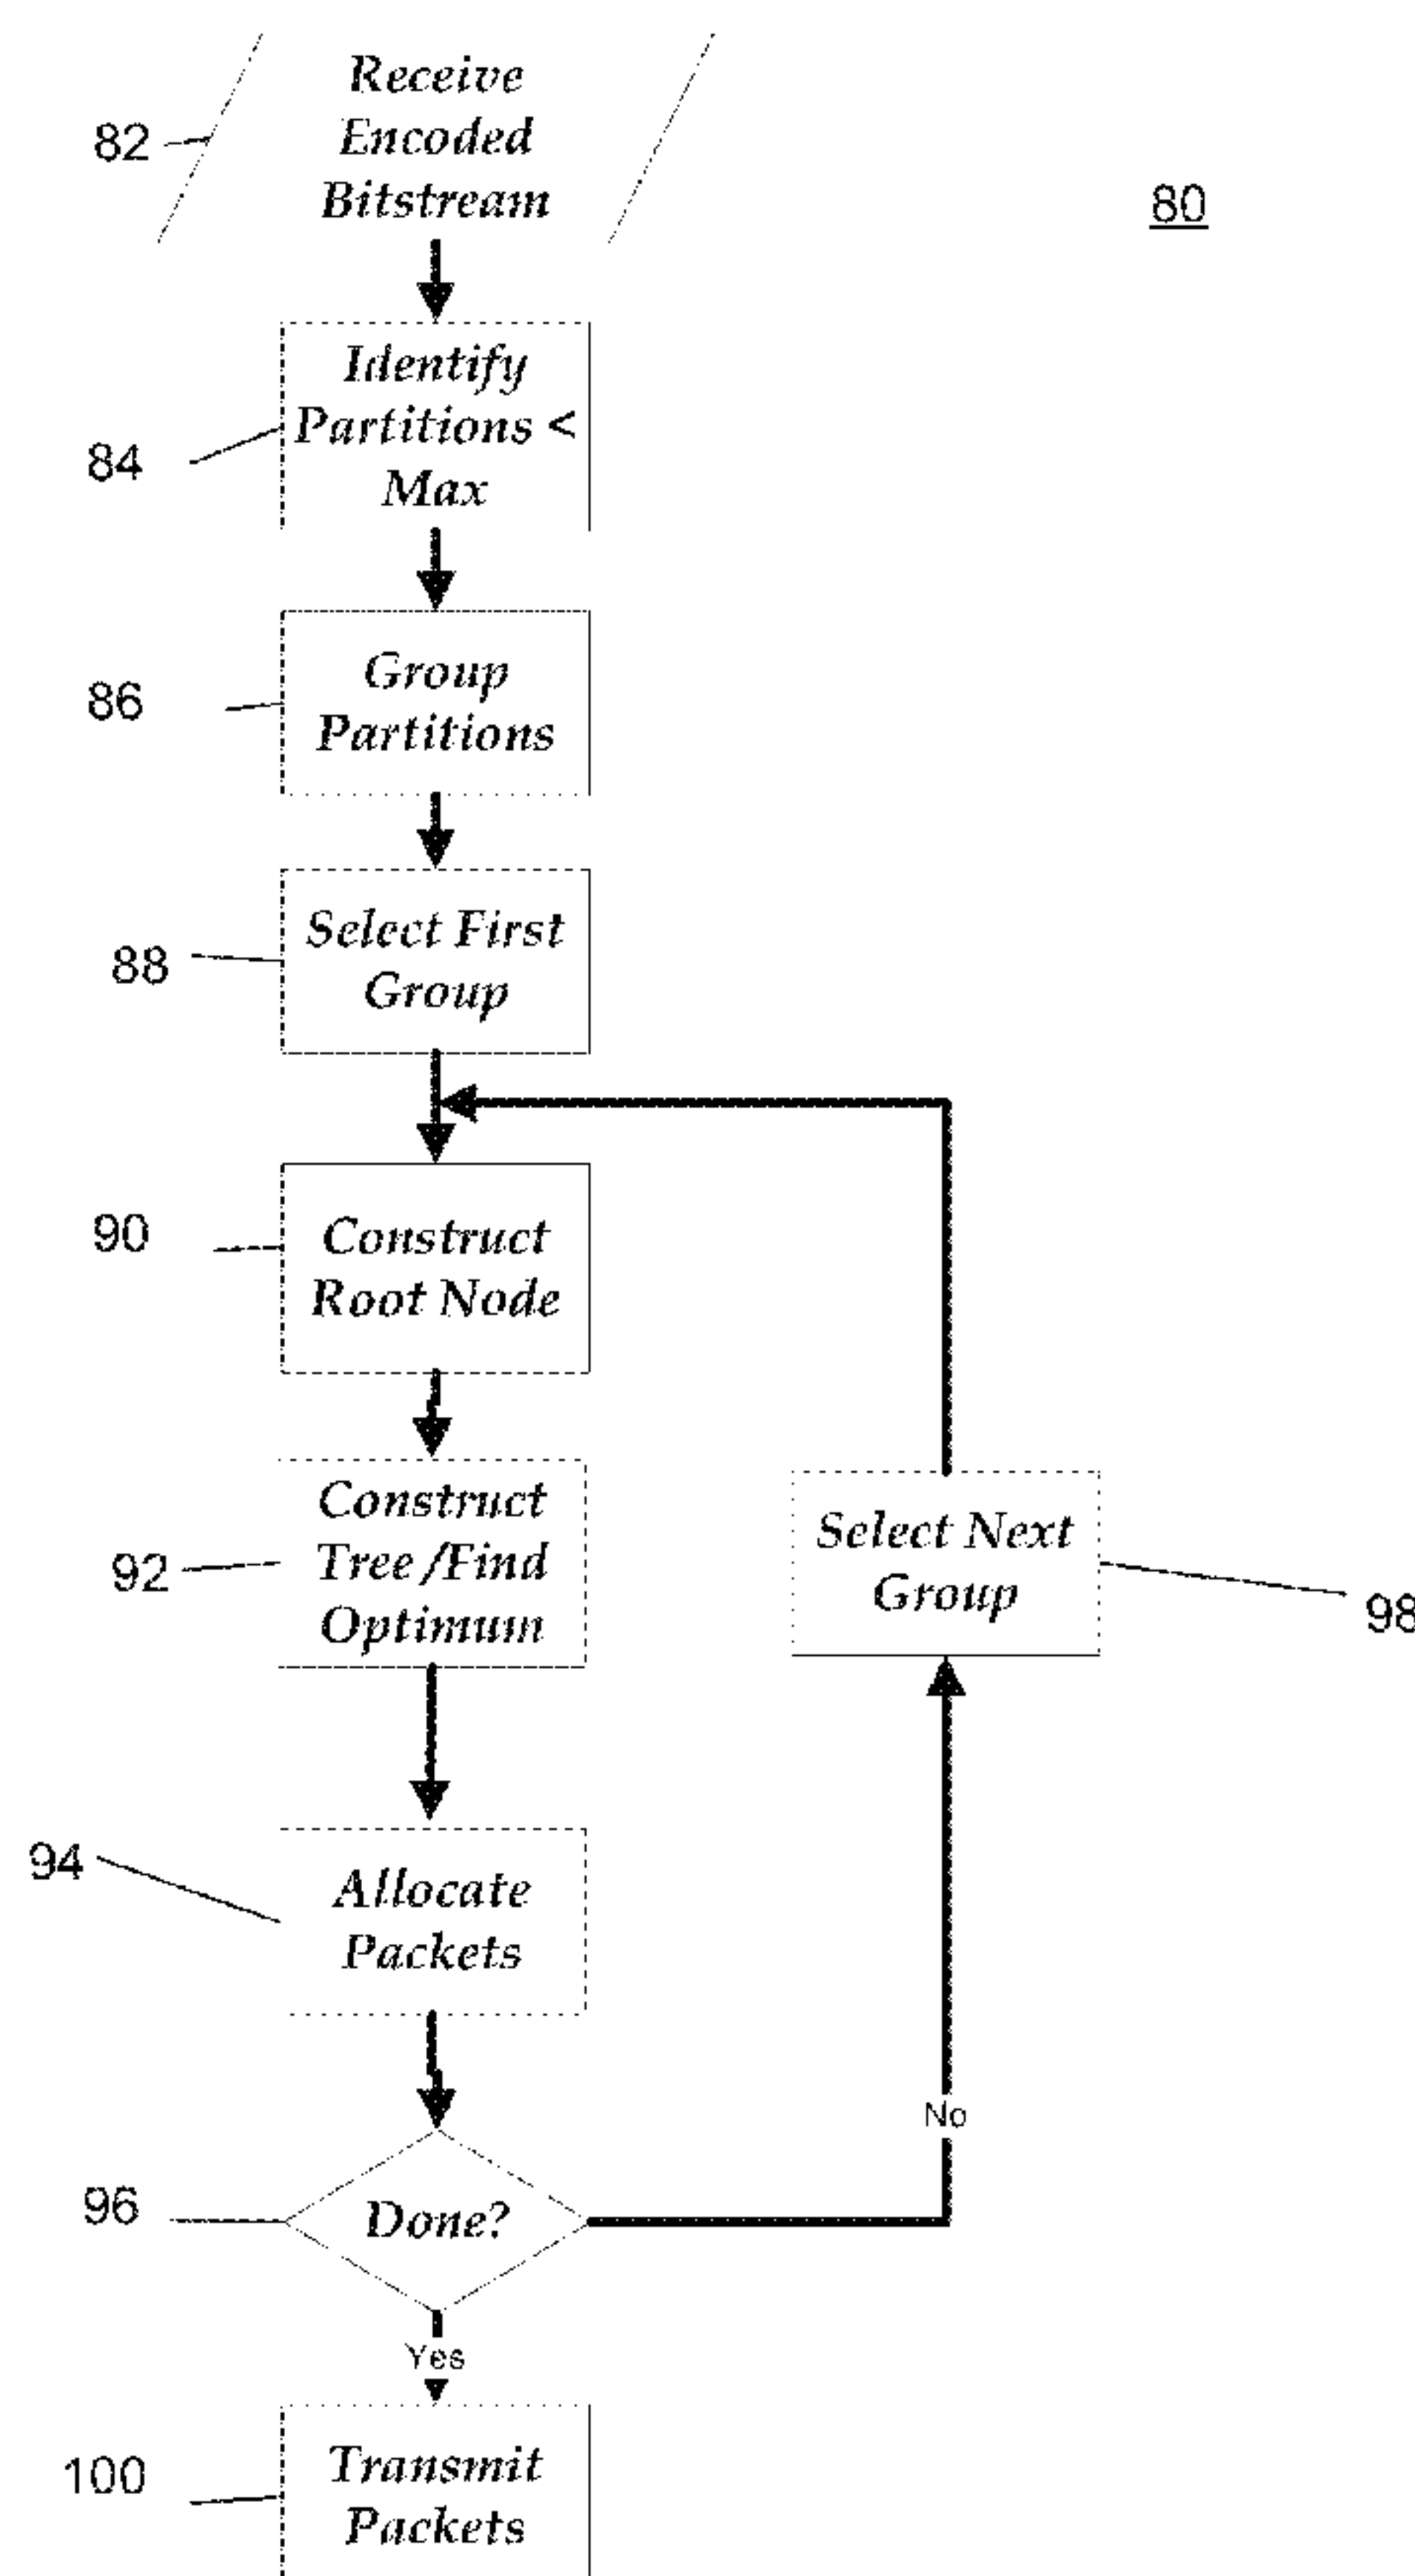 82
Receive
Encoded
Bitstream
80
84
Identify
Partitions <
Max
86
Group
Partitions
88
Select First
Group
90
Construct
Root Node
92
Construct
Tree /Find
Optimum
Select Next
Group
98
94
Allocate
Packets
No
96
Done?
Yes
100
Transmit
Packets